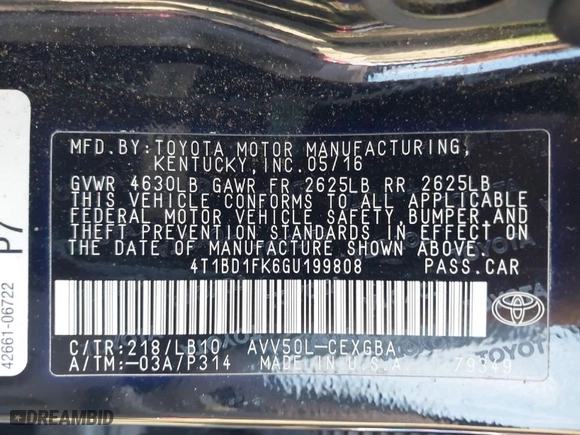 MFD.BY:TOYOTA MOTOR MANUFACTURING,
KENTUCKY,INC.05/16
GVWR 4630LB GAWR FR 2625LB RR 2625LB
THIS VEHICLE CONFORMS TO ALL APPLICABLE
FEDERAL MOTOR VEHICLE SAFETY,BUMPER,AND
THEFT PREVENTION STANDARDS IN EFFECT ON
THE DATE OF MANUFACTURE SHOWN ABOVE.
4T1BD1FK6GU199808 PASS.CAR
C/TR:218/LB10 AVV50L-CEXGBA
A/TM:-03A/P314 MADE IN U.S.A. 79349
TOYOTA
P7
42661-06722
DREAMBID